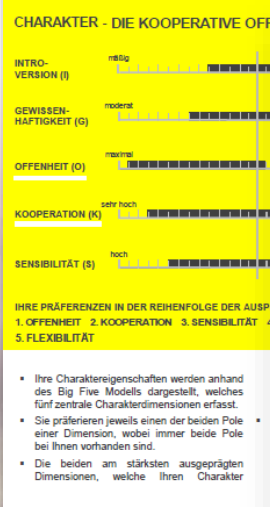 CHARAKTER - DIE KOOPERATIVE OFF
INTRO-
VERSION (I)
mäßig
GEWISSEN-
HAFTIGKEIT (G)
moderat
OFFENHEIT (O)
maximal
KOOPERATION (K)
sehr hoch
SENSIBILITÄT (S)
hoch
IHRE PRÄFERENZEN IN DER REIHENFOLGE DER AUSP
1. OFFENHEIT 2. KOOPERATION 3. SENSIBILITÄT 4
5. FLEXIBILITÄT
▪ Ihre Charaktereigenschaften werden anhand
des Big Five Modells dargestellt, welches
fünf zentrale Charakterdimensionen erfasst.
▪ Sie präferieren jeweils einen der beiden Pole ▪
einer Dimension, wobei immer beide Pole
bei Ihnen vorhanden sind.
▪ Die beiden am stärksten ausgeprägten
Dimensionen, welche Ihren Charakter